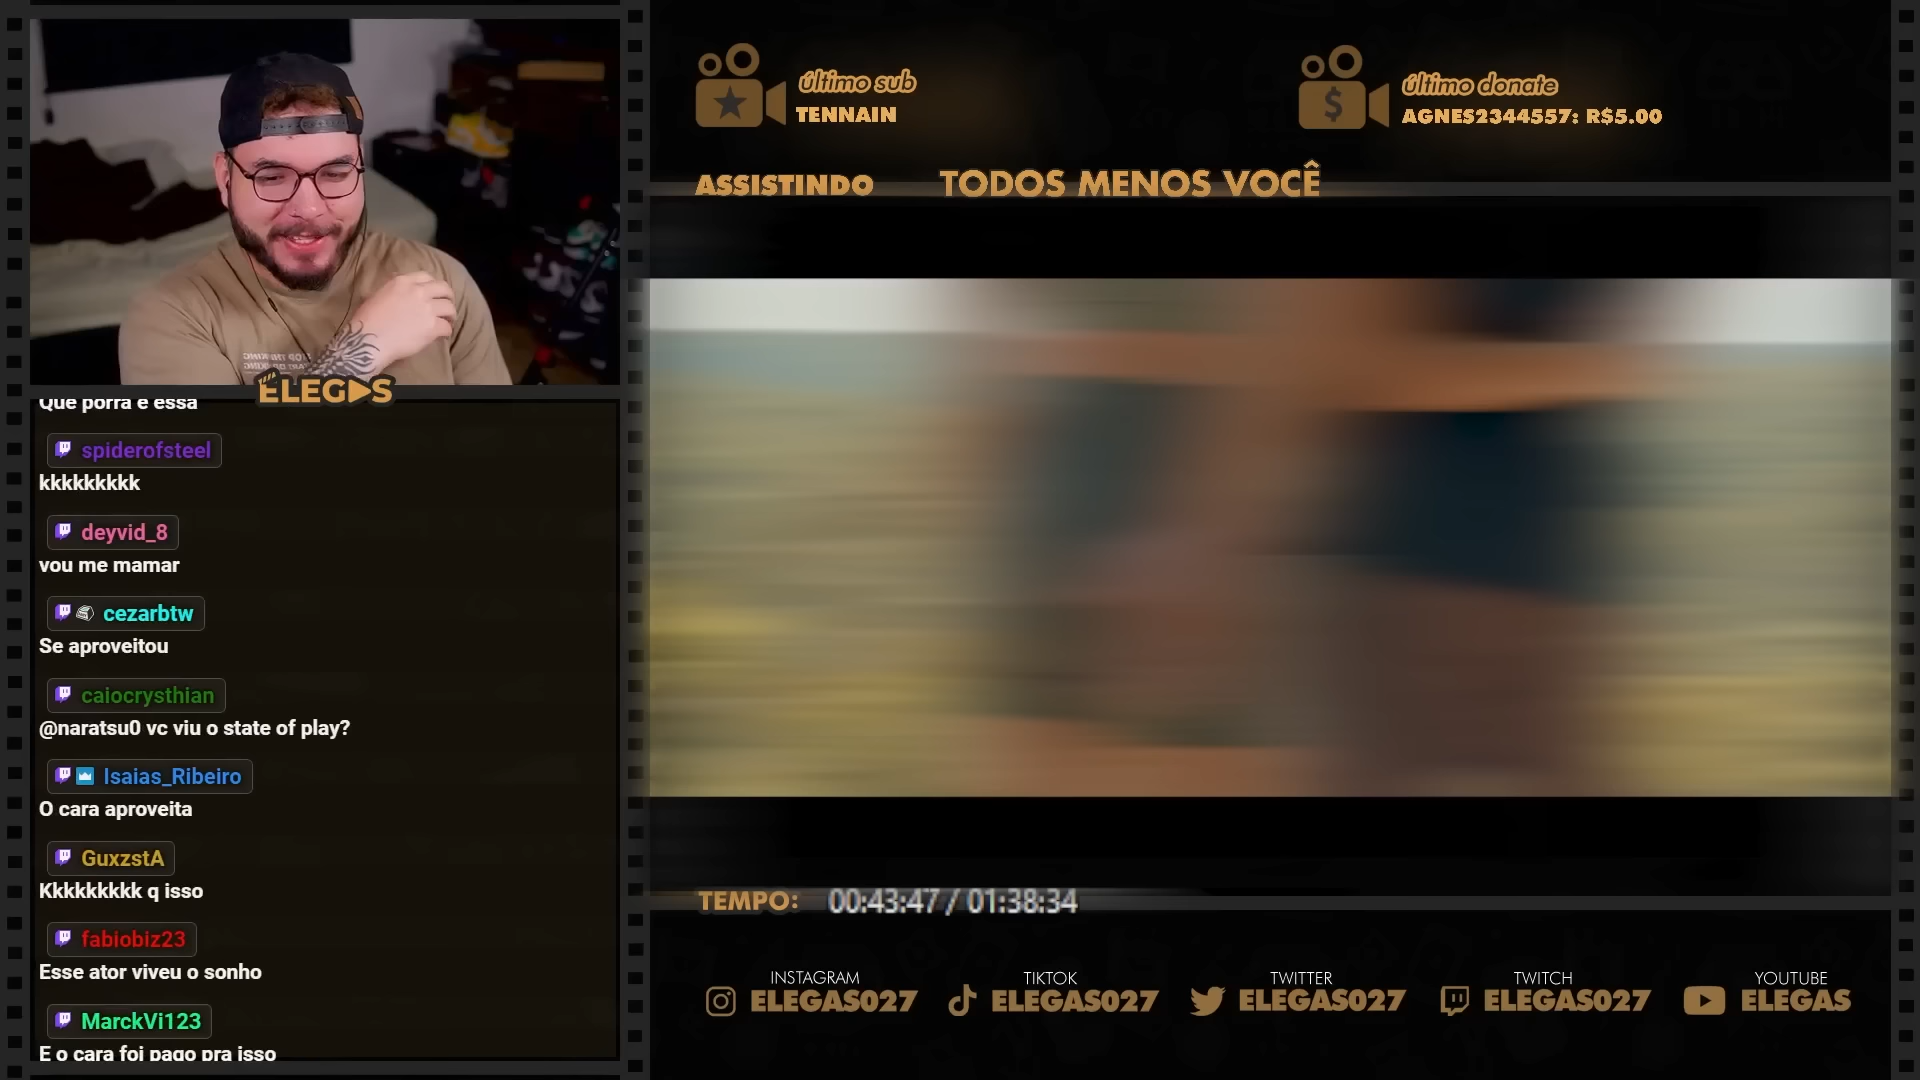 último sub
TENNAIN
último donate
AGNES2344557: R$5.00
ASSISTINDO
TODOS MENOS VOCÊ
ELEGAS
Que porra e essa
spiderofsteel
kkkkkkkkk
deyvid_8
vou me mamar
cezarbtw
Se aproveitou
caiocrysthian
@naratsu0 vc viu o state of play?
Isaias_Ribeiro
O cara aproveita
GuxzstA
Kkkkkkkkk q isso
fabiobiz23
Esse ator viveu o sonho
MarckVi123
E o cara foi pago pra isso
TEMPO: 00:43:47 / 01:38:34
INSTAGRAM
ELEGAS027
TIKTOK
ELEGAS027
TWITTER
ELEGAS027
TWITCH
ELEGAS027
YOUTUBE
ELEGAS